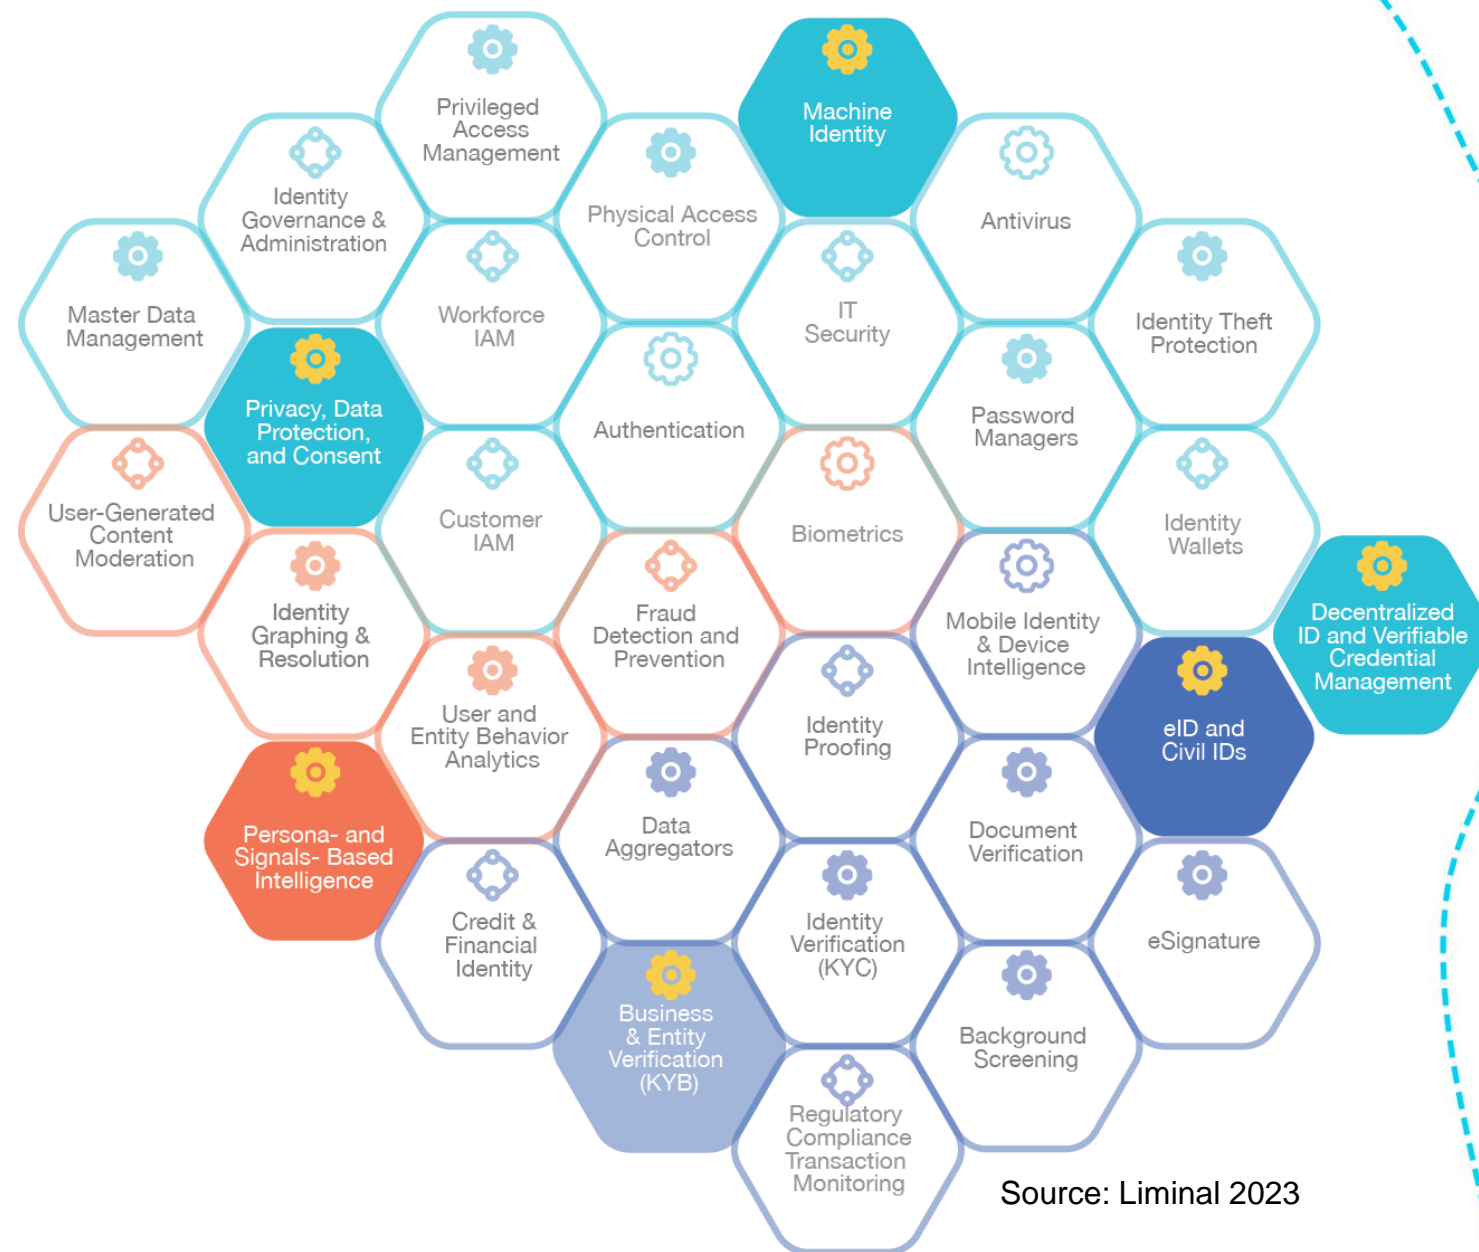 Privileged
Access
Management
Machine
Identity
Identity
Governance &
Administration
Physical Access
Control
Antivirus
Master Data
Management
Workforce
IAM
IT
Security
Identity Theft
Protection
Privacy, Data
Protection,
and Consent
Authentication
Password
Managers
User-Generated
Content
Moderation
Customer
IAM
Biometrics
Identity
Wallets
Identity
Graphing &
Resolution
Fraud
Detection and
Prevention
Mobile Identity
& Device
Intelligence
Decentralized
ID and Verifiable
Credential
Management
User and
Entity Behavior
Analytics
Identity
Proofing
eID and
Civil IDs
Persona- and
Signals- Based
Intelligence
Data
Aggregators
Document
Verification
Credit &
Financial
Identity
Identity
Verification
(KYC)
eSignature
Business
& Entity
Verification
(KYB)
Background
Screening
Regulatory
Compliance
Transaction
Monitoring
Source: Liminal 2023